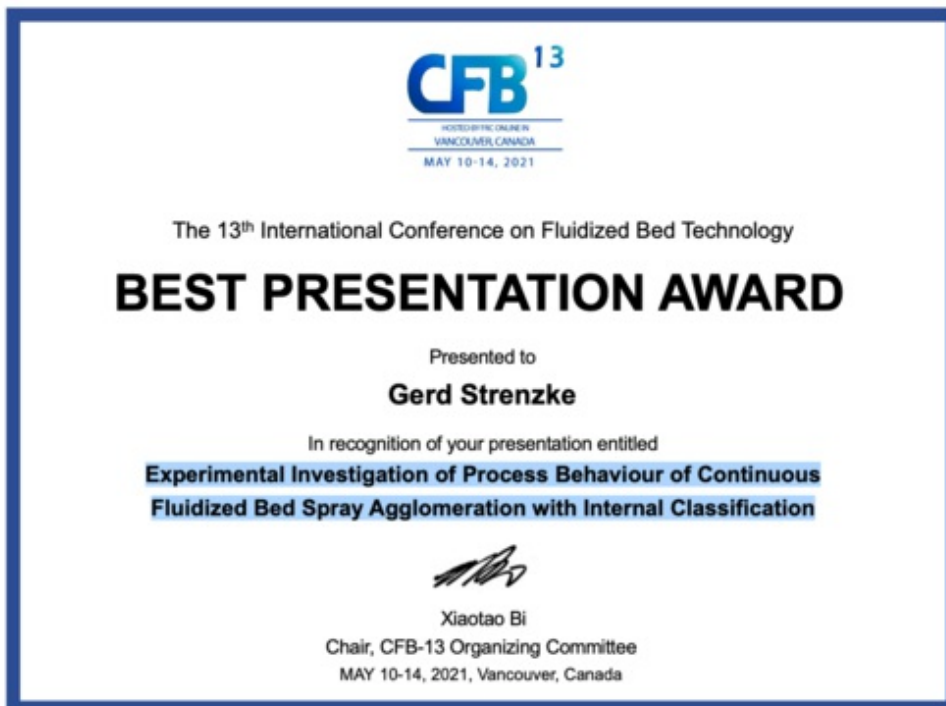 CFB 13
HOSTED BY FRC ONLINE IN
VANCOUVER, CANADA
MAY 10-14, 2021
The 13th International Conference on Fluidized Bed Technology
BEST PRESENTATION AWARD
Presented to
Gerd Strenzke
In recognition of your presentation entitled
Experimental Investigation of Process Behaviour of Continuous
Fluidized Bed Spray Agglomeration with Internal Classification
Xiaotao Bi
Chair, CFB-13 Organizing Committee
MAY 10-14, 2021, Vancouver, Canada